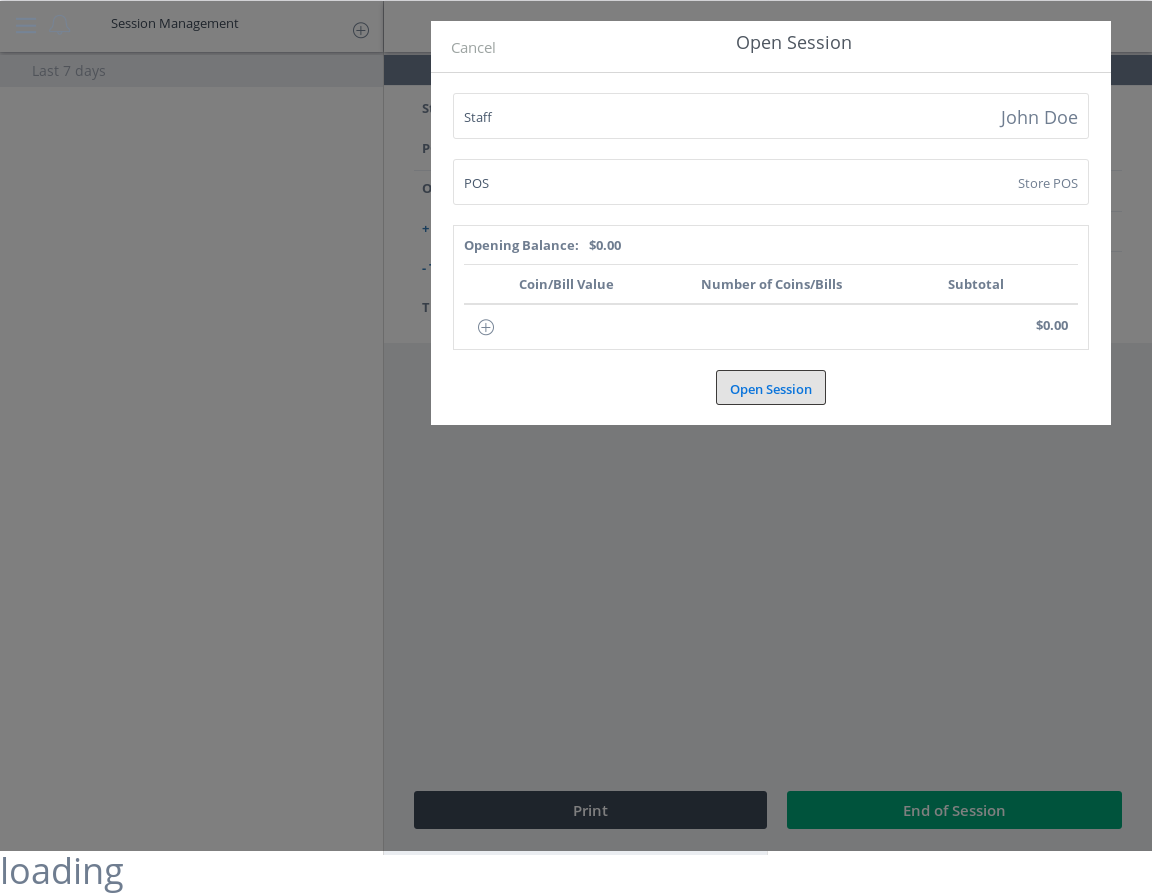 Session Management
Last 7 days
Cancel
Open Session
Staff
John Doe
POS
Store POS
Opening Balance: $0.00
Coin/Bill Value
Number of Coins/Bills
Subtotal
$0.00
Open Session
Print
End of Session
loading